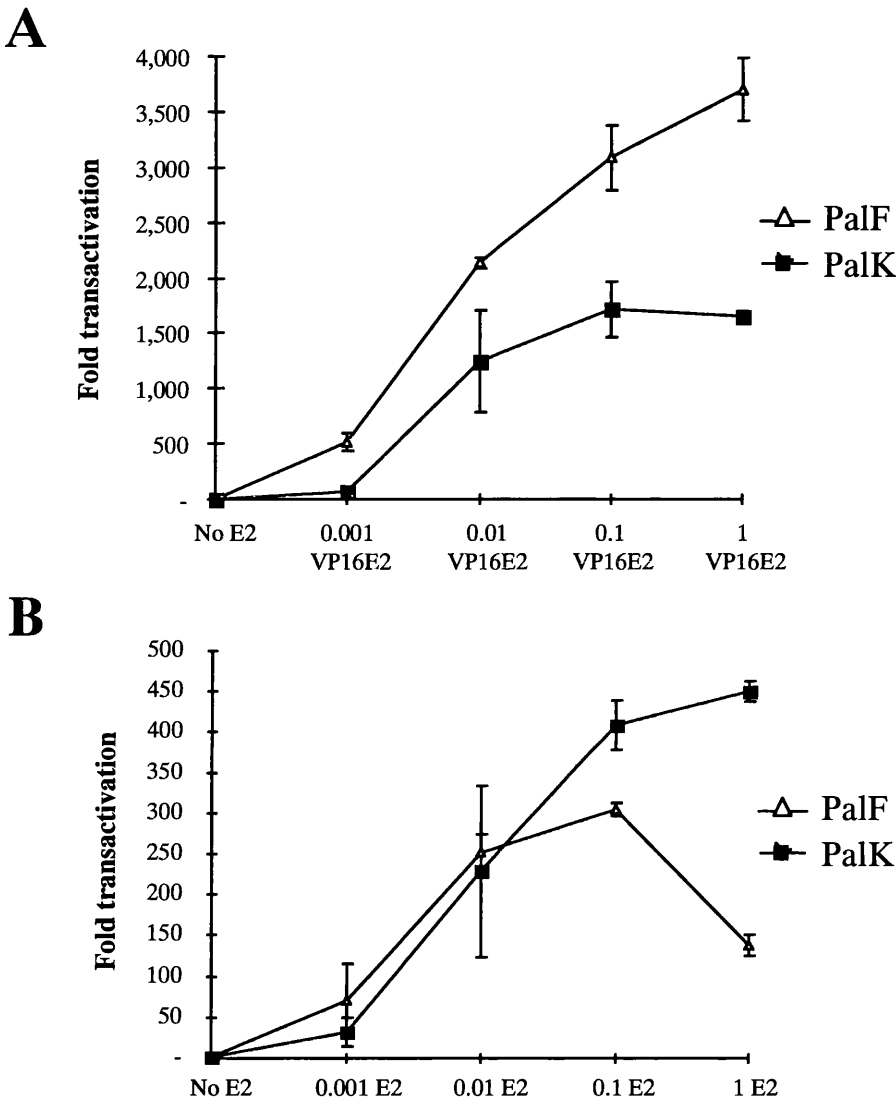 A
4,000
3,500
3,000
2,500
2,000
1,500
1,000
500
-
Fold transactivation
No E2
0.001
VP16E2
0.01
VP16E2
0.1
VP16E2
1
VP16E2
PalF
PalK
B
500
450
400
350
300
250
200
150
100
50
-
Fold transactivation
No E2
0.001 E2
0.01 E2
0.1 E2
1 E2
PalF
PalK